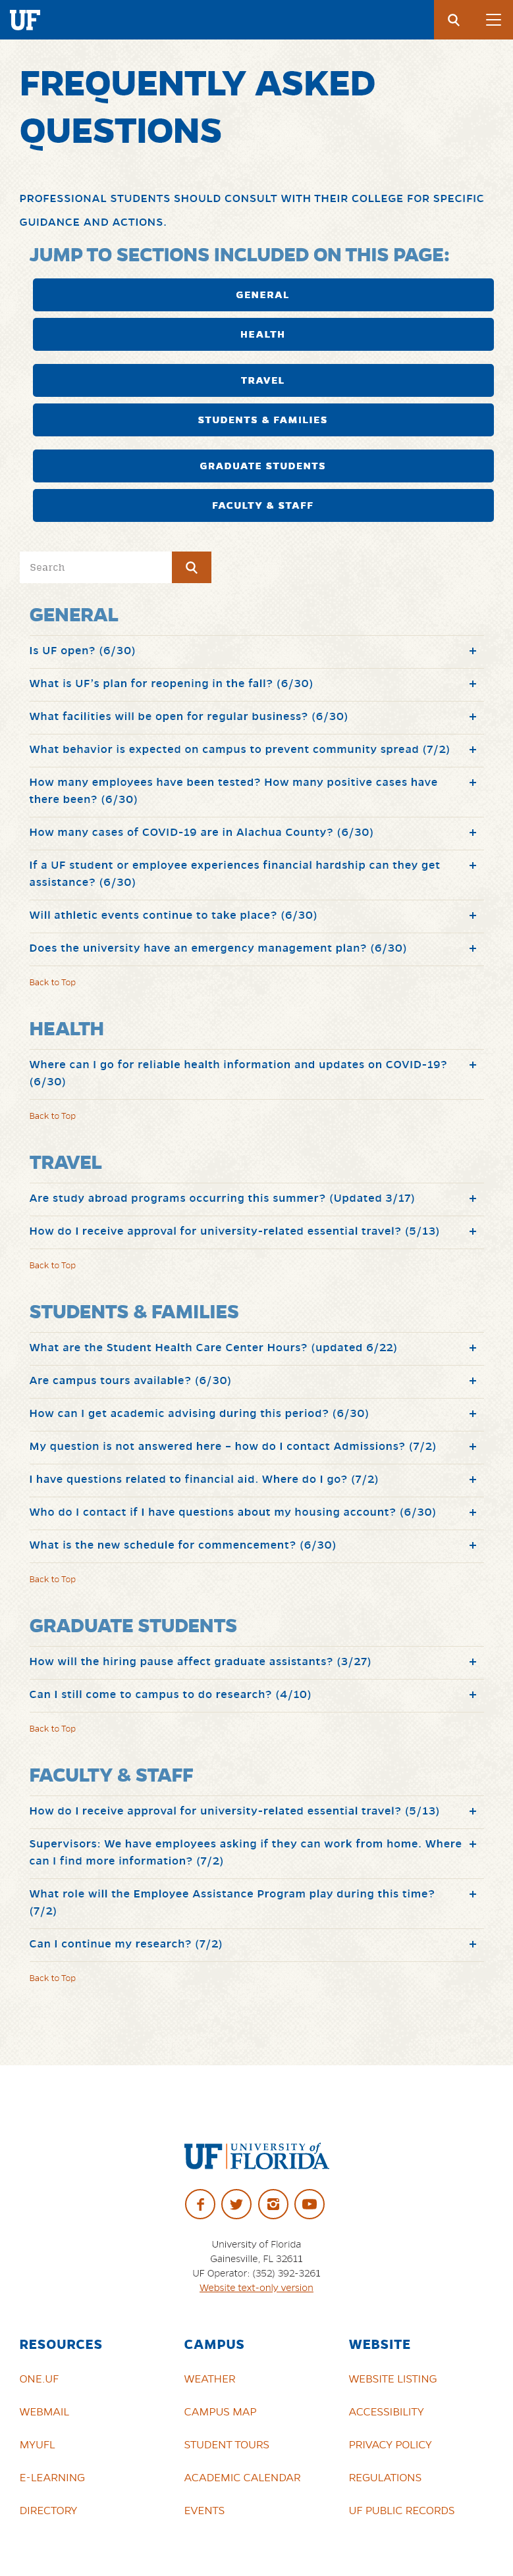 UF
FREQUENTLY ASKED
QUESTIONS
PROFESSIONAL STUDENTS SHOULD CONSULT WITH THEIR COLLEGE FOR SPECIFIC
GUIDANCE AND ACTIONS.
JUMP TO SECTIONS INCLUDED ON THIS PAGE:
GENERAL
HEALTH
TRAVEL
STUDENTS & FAMILIES
GRADUATE STUDENTS
FACULTY & STAFF
Search
GENERAL
Is UF open? (6/30) +
What is UF's plan for reopening in the fall? (6/30) +
What facilities will be open for regular business? (6/30) +
What behavior is expected on campus to prevent community spread (7/2) +
How many employees have been tested? How many positive cases have +
there been? (6/30)
How many cases of COVID-19 are in Alachua County? (6/30) +
If a UF student or employee experiences financial hardship can they get +
assistance? (6/30)
Will athletic events continue to take place? (6/30) +
Does the university have an emergency management plan? (6/30) +
Back to Top
HEALTH
Where can I go for reliable health information and updates on COVID-19? +
(6/30)
Back to Top
TRAVEL
Are study abroad programs occurring this summer? (Updated 3/17) +
How do I receive approval for university-related essential travel? (5/13) +
Back to Top
STUDENTS & FAMILIES
What are the Student Health Care Center Hours? (updated 6/22) +
Are campus tours available? (6/30) +
How can I get academic advising during this period? (6/30) +
My question is not answered here – how do I contact Admissions? (7/2) +
I have questions related to financial aid. Where do I go? (7/2) +
Who do I contact if I have questions about my housing account? (6/30) +
What is the new schedule for commencement? (6/30) +
Back to Top
GRADUATE STUDENTS
How will the hiring pause affect graduate assistants? (3/27) +
Can I still come to campus to do research? (4/10) +
Back to Top
FACULTY & STAFF
How do I receive approval for university-related essential travel? (5/13) +
Supervisors: We have employees asking if they can work from home. Where +
can I find more information? (7/2)
What role will the Employee Assistance Program play during this time? +
(7/2)
Can I continue my research? (7/2) +
Back to Top
UF UNIVERSITY of
FLORIDA
University of Florida
Gainesville, FL 32611
UF Operator: (352) 392-3261
Website text-only version
RESOURCES
ONE.UF
WEBMAIL
MYUFL
E-LEARNING
DIRECTORY
CAMPUS
WEATHER
CAMPUS MAP
STUDENT TOURS
ACADEMIC CALENDAR
EVENTS
WEBSITE
WEBSITE LISTING
ACCESSIBILITY
PRIVACY POLICY
REGULATIONS
UF PUBLIC RECORDS